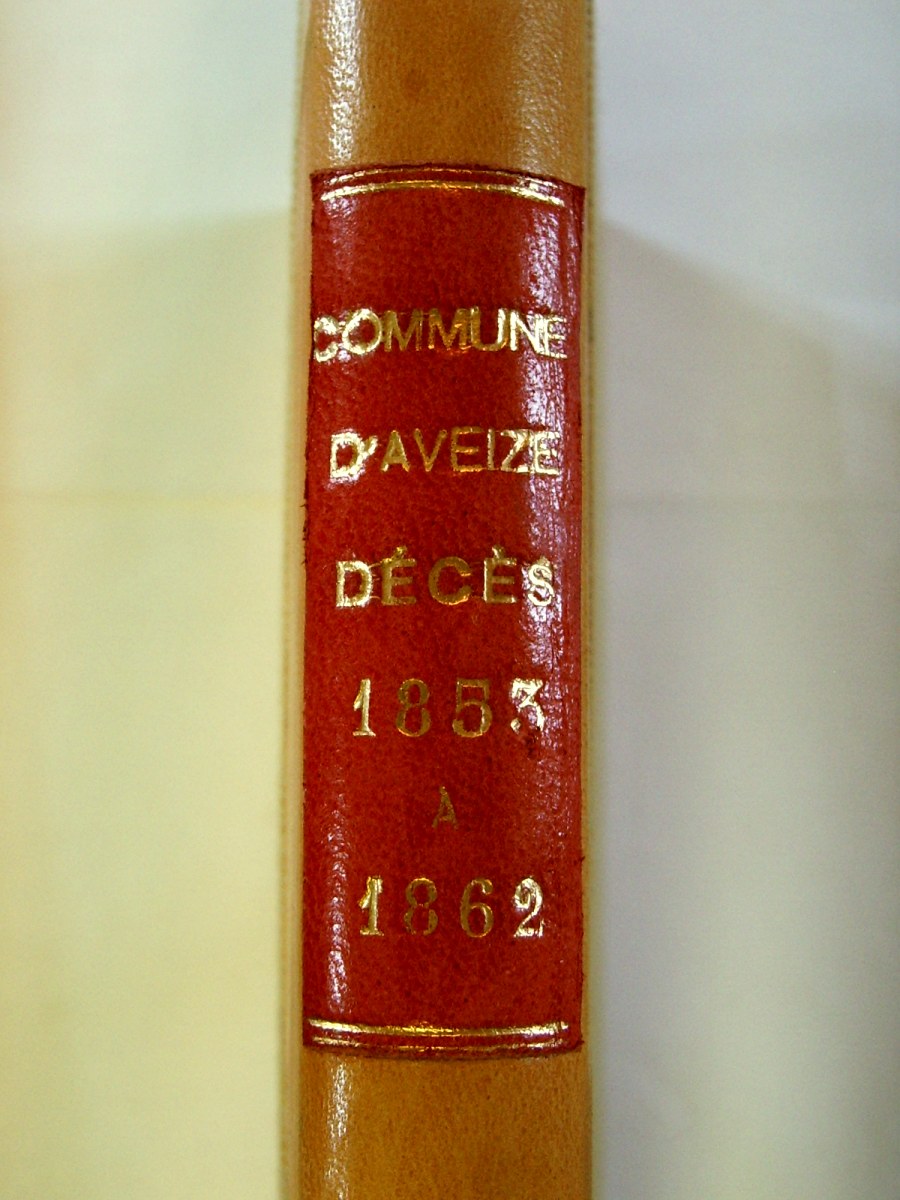 COMMUNE
D'AVEIZE
DÉCÈS
1853
A
1862